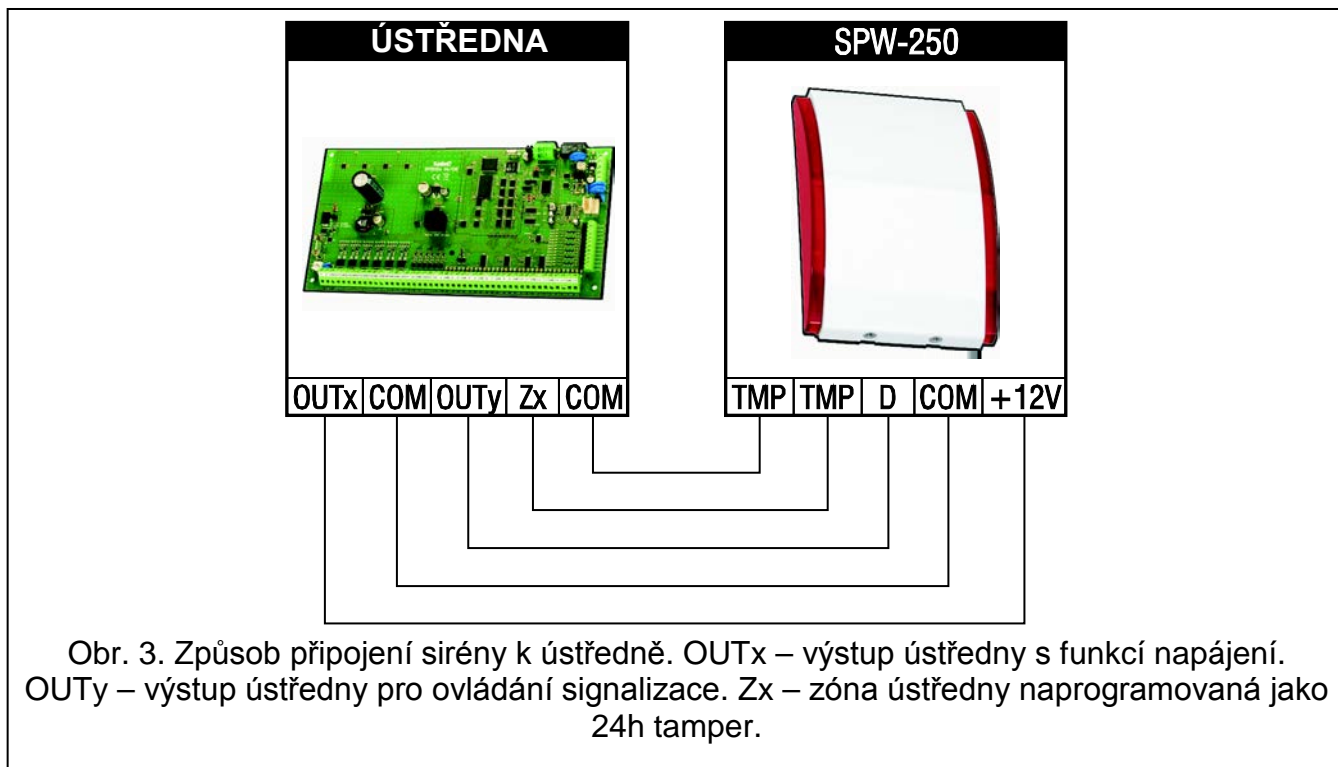 ÚSTŘEDNA
SPW-250
OUTx COM OUTy Zx COM
TMP TMP D COM +12V
Obr. 3. Způsob připojení sirény k ústředně. OUTx – výstup ústředny s funkcí napájení.
OUTy – výstup ústředny pro ovládání signalizace. Zx – zóna ústředny naprogramovaná jako
24h tamper.